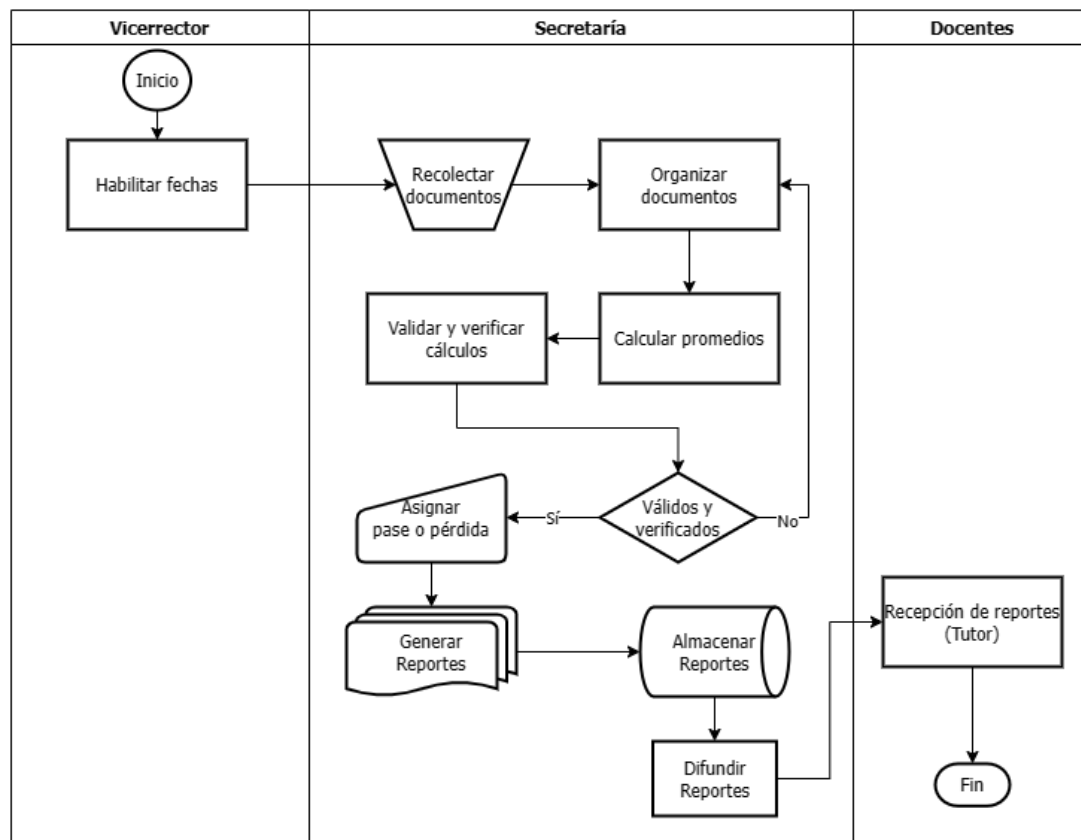 Vicerrector
Secretaría
Docentes
Inicio
Habilitar fechas
Recolectar
documentos
Organizar
documentos
Validar y verificar
cálculos
Calcular promedios
Asignar
pase o pérdida
Sí
Válidos y
verificados
No
Generar
Reportes
Almacenar
Reportes
Recepción de reportes
(Tutor)
Difundir
Reportes
Fin